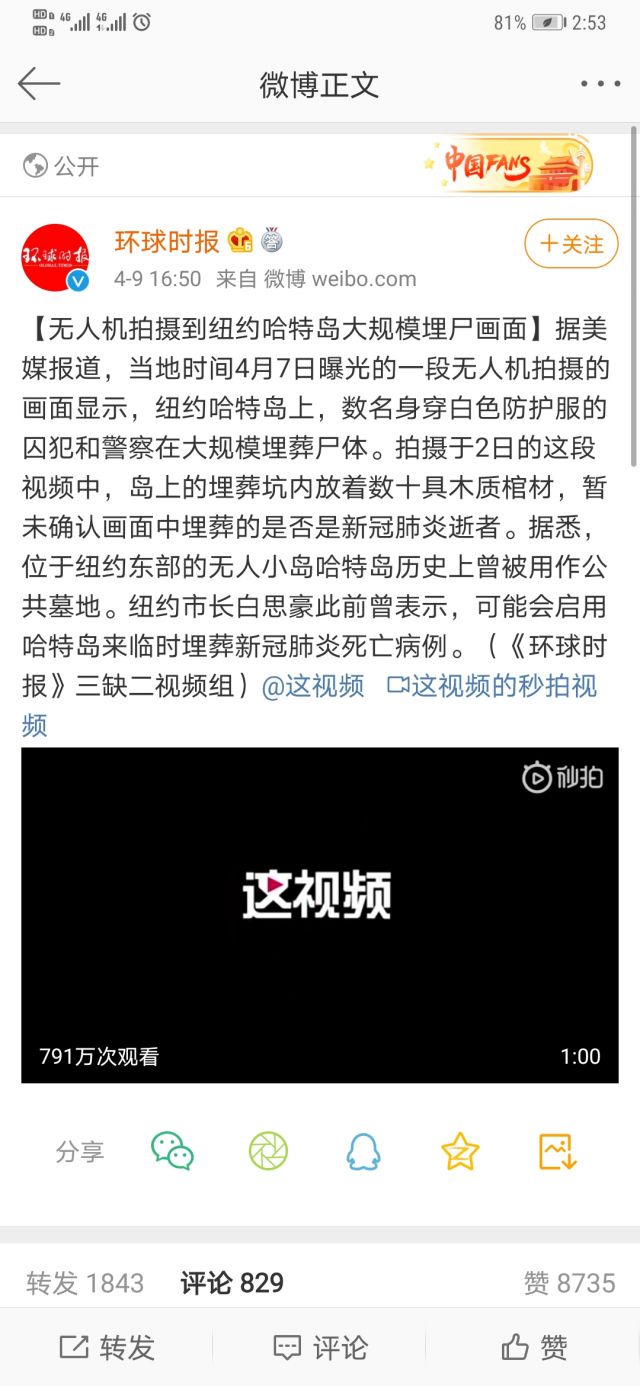 HD 1 4G 4G 81% 2:53
HD 2
微博正文
公开
中国FANS
环球时报
环球时报
GLOBAL TIMES
+关注
4-9 16:50 来自 微博 weibo.com
【无人机拍摄到纽约哈特岛大规模埋尸画面】据美
媒报道，当地时间4月7日曝光的一段无人机拍摄的
画面显示，纽约哈特岛上，数名身穿白色防护服的
囚犯和警察在大规模埋葬尸体。拍摄于2日的这段
视频中，岛上的埋葬坑内放着数十具木质棺材，暂
未确认画面中埋葬的是否是新冠肺炎逝者。据悉，
位于纽约东部的无人小岛哈特岛历史上曾被用作公
共墓地。纽约市长白思豪此前曾表示，可能会启用
哈特岛来临时埋葬新冠肺炎死亡病例。（《环球时
报》三缺二视频组）@这视频 这视频的秒拍视
频
秒拍
这视频
791万次观看 1:00
分享
转发 1843 评论 829 赞 8735
转发 评论 赞